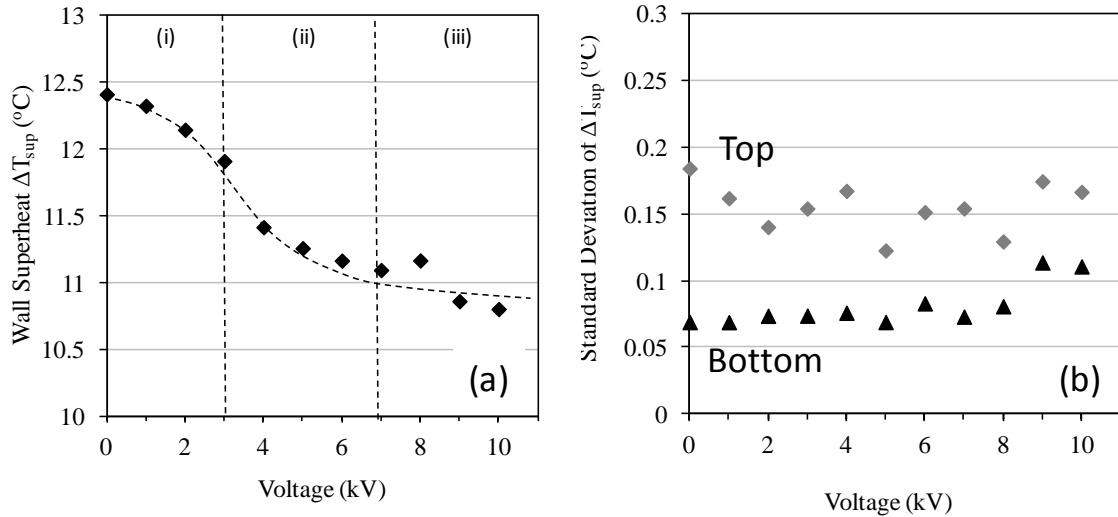 13
12.5
12
11.5
11
10.5
10
Wall Superheat ΔTsup (°C)
(i)
(ii)
(iii)
(a)
0
2
4
6
8
10
Voltage (kV)
0.3
0.25
0.2
0.15
0.1
0.05
0
Standard Deviation of ΔTsup (°C)
Top
Bottom
(b)
0
2
4
6
8
10
Voltage (kV)